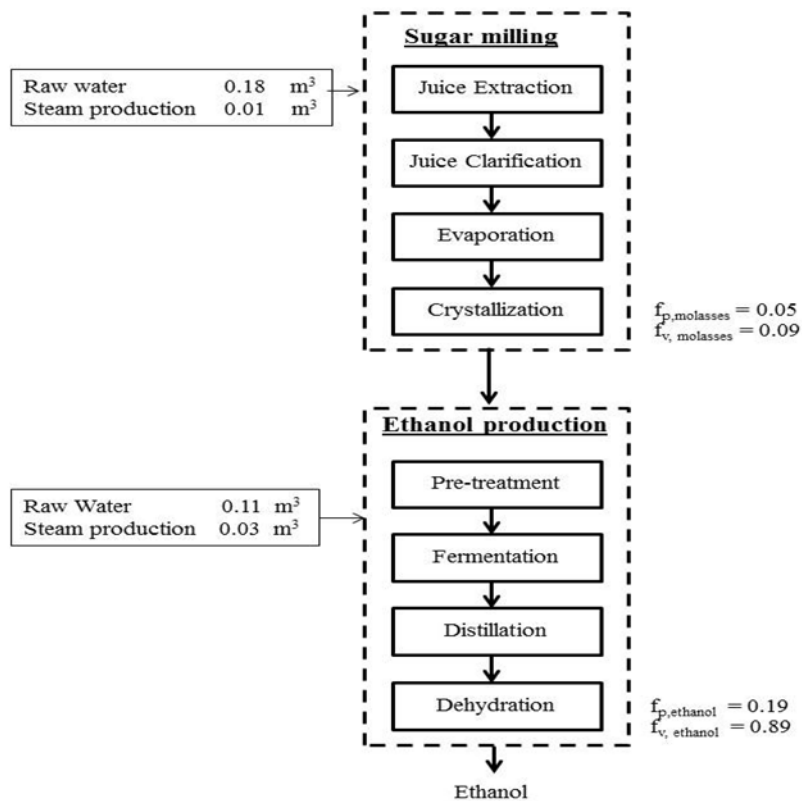 Sugar milling
Raw water 0.18 m³
Steam production 0.01 m³
Juice Extraction
Juice Clarification
Evaporation
Crystallization
fp,molasses = 0.05
fv, molasses = 0.09
Ethanol production
Raw Water 0.11 m³
Steam production 0.03 m³
Pre-treatment
Fermentation
Distillation
Dehydration
fp,ethanol = 0.19
fv, ethanol = 0.89
Ethanol